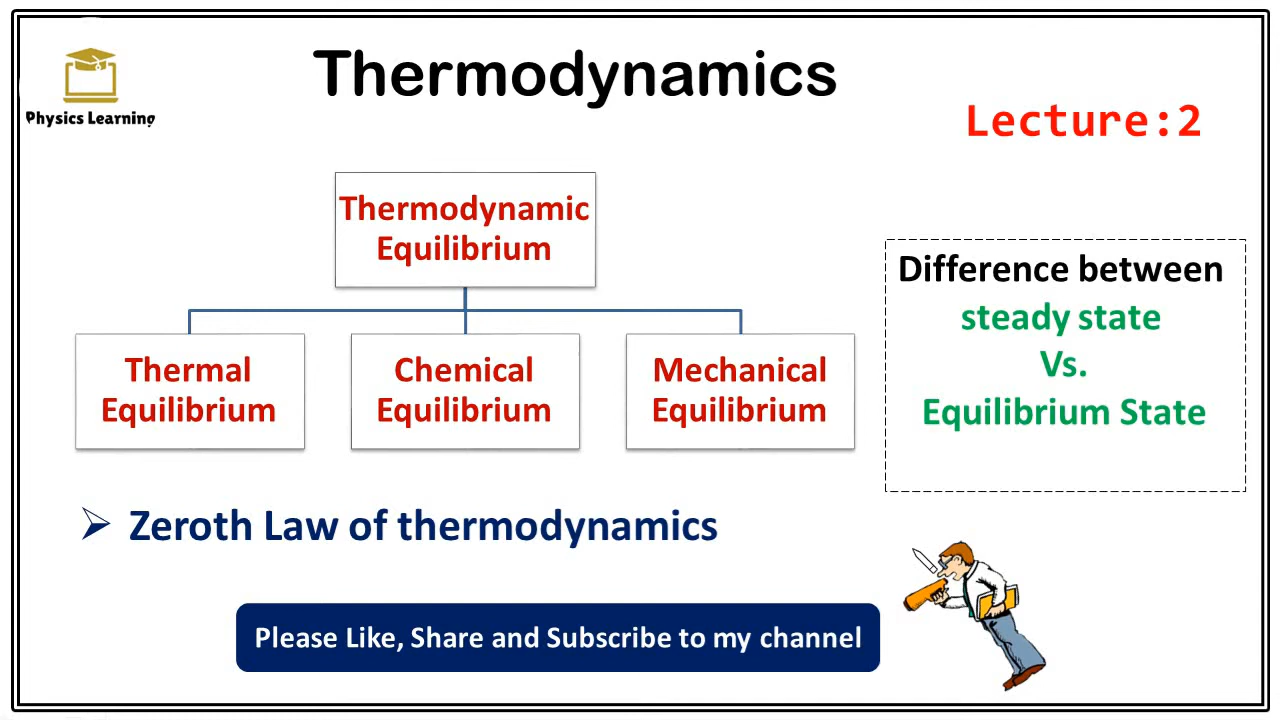 Thermodynamics
Physics Learning
Lecture:2
Thermodynamic
Equilibrium
Thermal
Equilibrium
Chemical
Equilibrium
Mechanical
Equilibrium
Difference between
steady state
Vs.
Equilibrium State
➢ Zeroth Law of thermodynamics
Please Like, Share and Subscribe to my channel